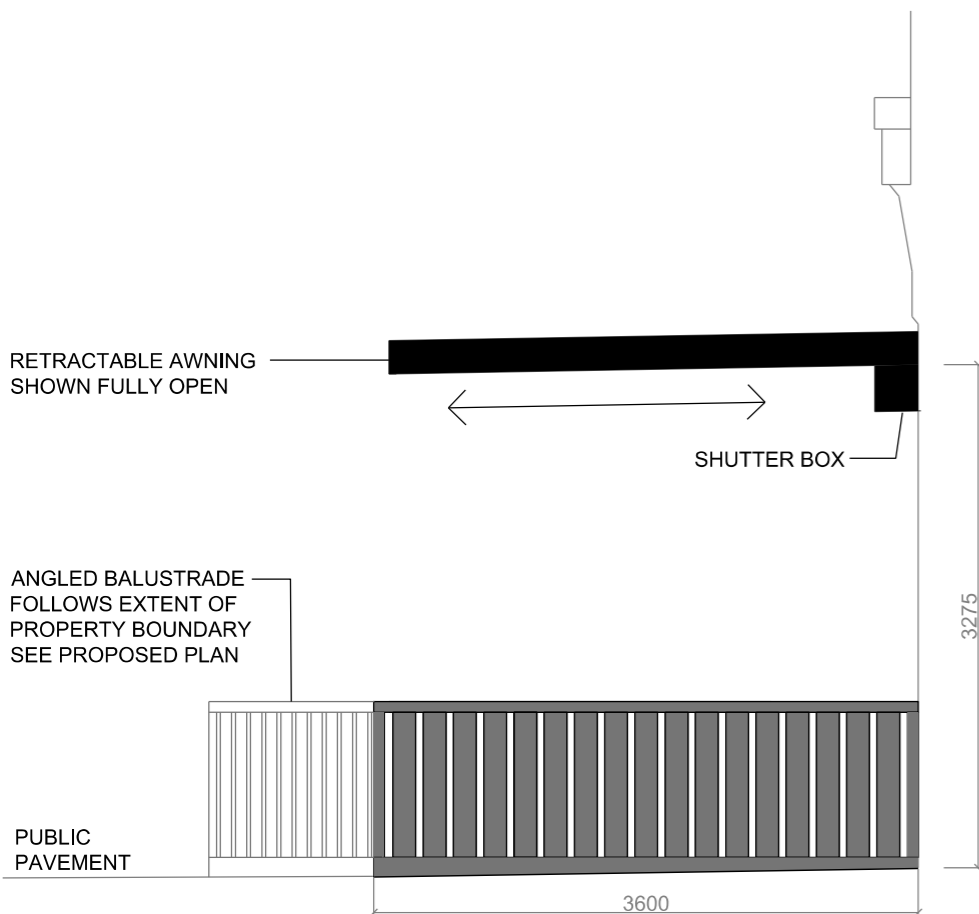 RETRACTABLE AWNING
SHOWN FULLY OPEN
SHUTTER BOX
ANGLED BALUSTRADE
FOLLOWS EXTENT OF
PROPERTY BOUNDARY
SEE PROPOSED PLAN
3275
PUBLIC
PAVEMENT
3600